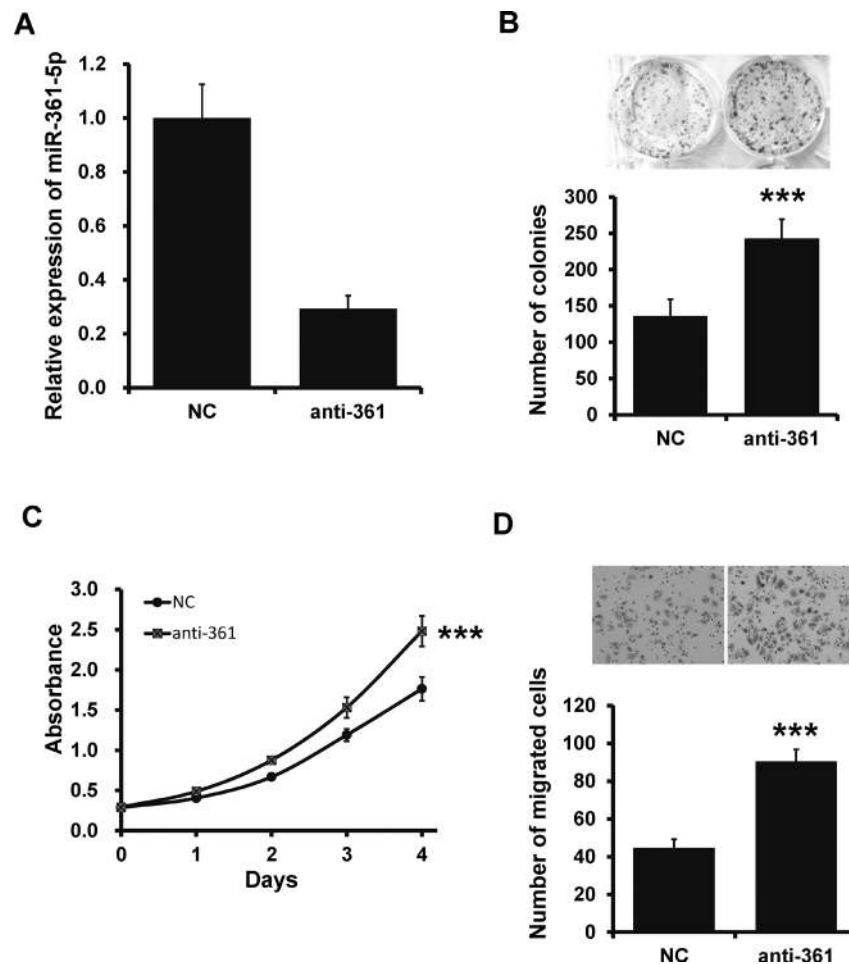 A
Relative expression of miR-361-5p
1.2
1.0
0.8
0.6
0.4
0.2
0.0
NC anti-361
B
Number of colonies
300
250
200
150
100
50
0
***
NC anti-361
C
Absorbance
3.0
2.5
2.0
1.5
1.0
0.5
0.0
NC
anti-361
***
0 1 2 3 4
Days
D
Number of migrated cells
120
100
80
60
40
20
0
***
NC anti-361